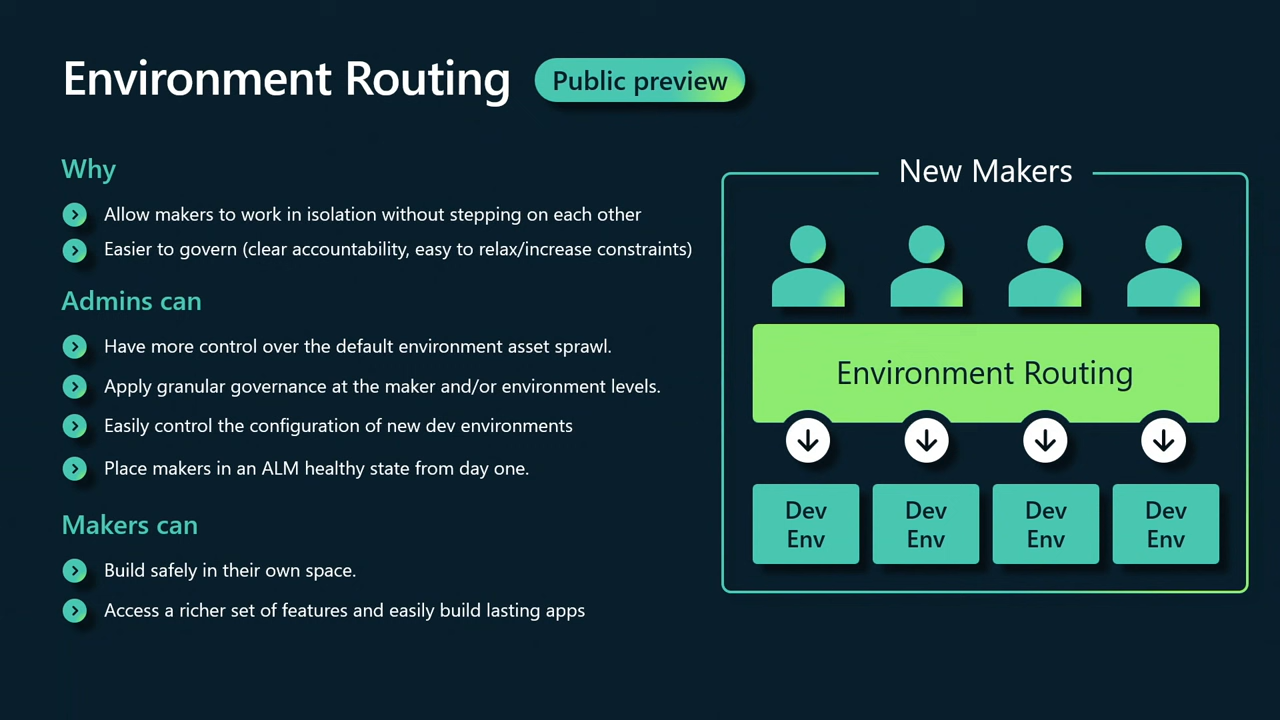 Environment Routing
Public preview
Why
Allow makers to work in isolation without stepping on each other
Easier to govern (clear accountability, easy to relax/increase constraints)
Admins can
Have more control over the default environment asset sprawl.
Apply granular governance at the maker and/or environment levels.
Easily control the configuration of new dev environments
Place makers in an ALM healthy state from day one.
Makers can
Build safely in their own space.
Access a richer set of features and easily build lasting apps
New Makers
Environment Routing
Dev
Env
Dev
Env
Dev
Env
Dev
Env